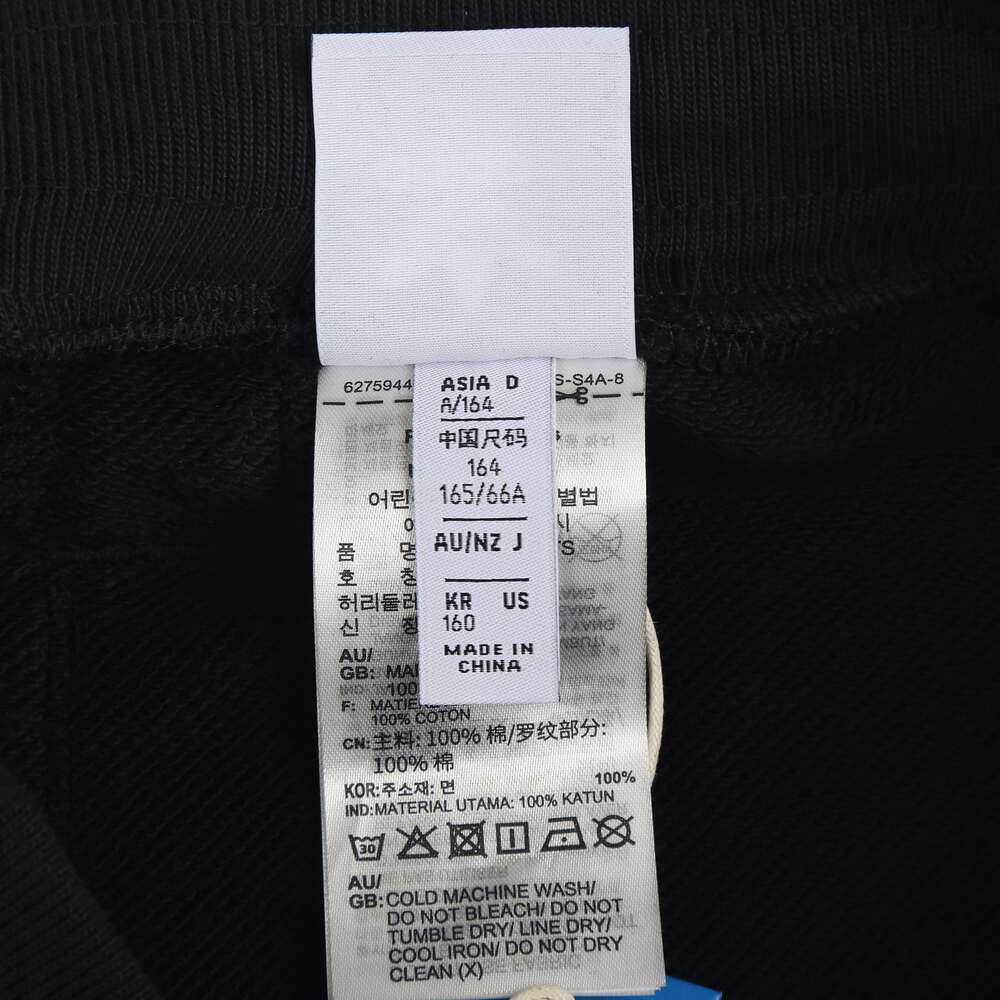 6275944
S-S4A-8
ASIA D
A/164
中国尺码
164
165/66A
AU/NZ J
KR US
160
MADE IN
CHINA
어린 별법
시
품 명
호 칭
허리둘레
신 장
AU/
GB: MA
100
F: MATIE
100% COTON
CN: 主料: 100% 棉/罗纹部分:
100% 棉
KOR: 주소재: 면 100%
IND: MATERIAL UTAMA: 100% KATUN
30
AU/
GB: COLD MACHINE WASH/
DO NOT BLEACH/ DO NOT
TUMBLE DRY/ LINE DRY/
COOL IRON/ DO NOT DRY
CLEAN (X)